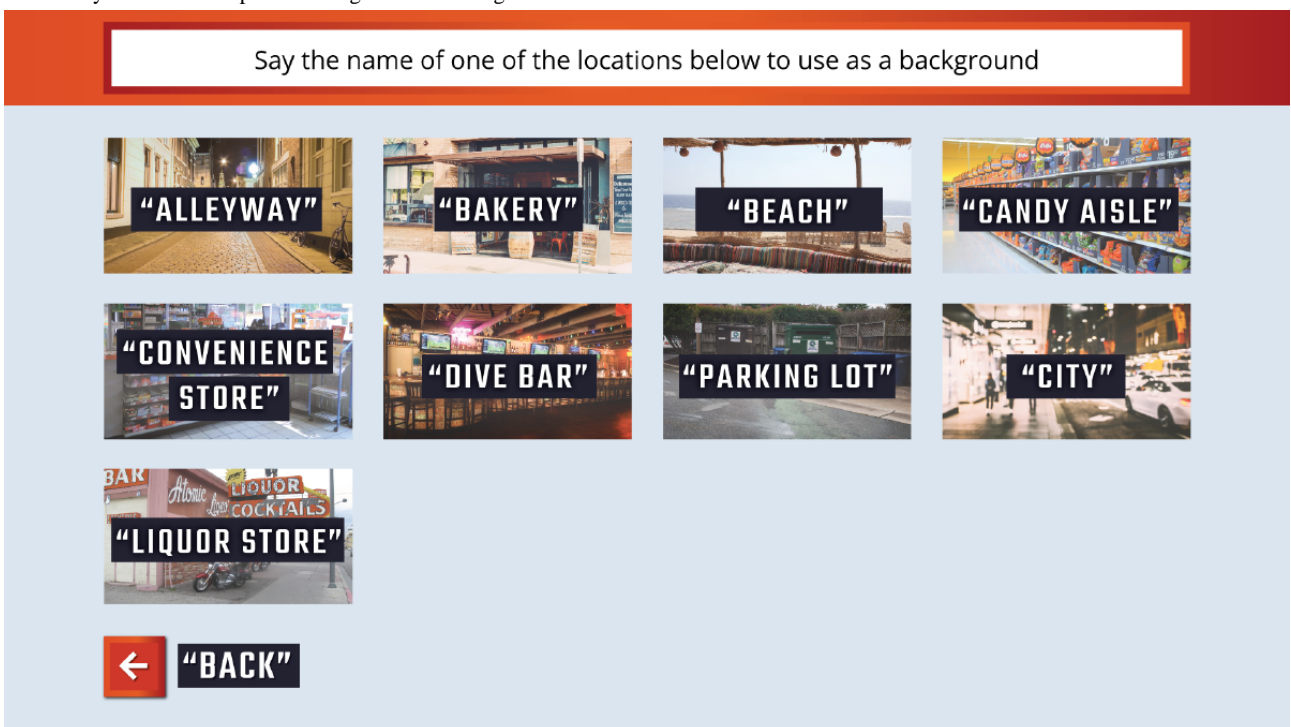 Say the name of one of the locations below to use as a background
“ALLEYWAY”
“BAKERY”
“BEACH”
“CANDY AISLE”
“CONVENIENCE
STORE”
“DIVE BAR”
“PARKING LOT”
“CITY”
BAR
Atomic
LIQUOR
COCKTAILS
“LIQUOR STORE”
“BACK”